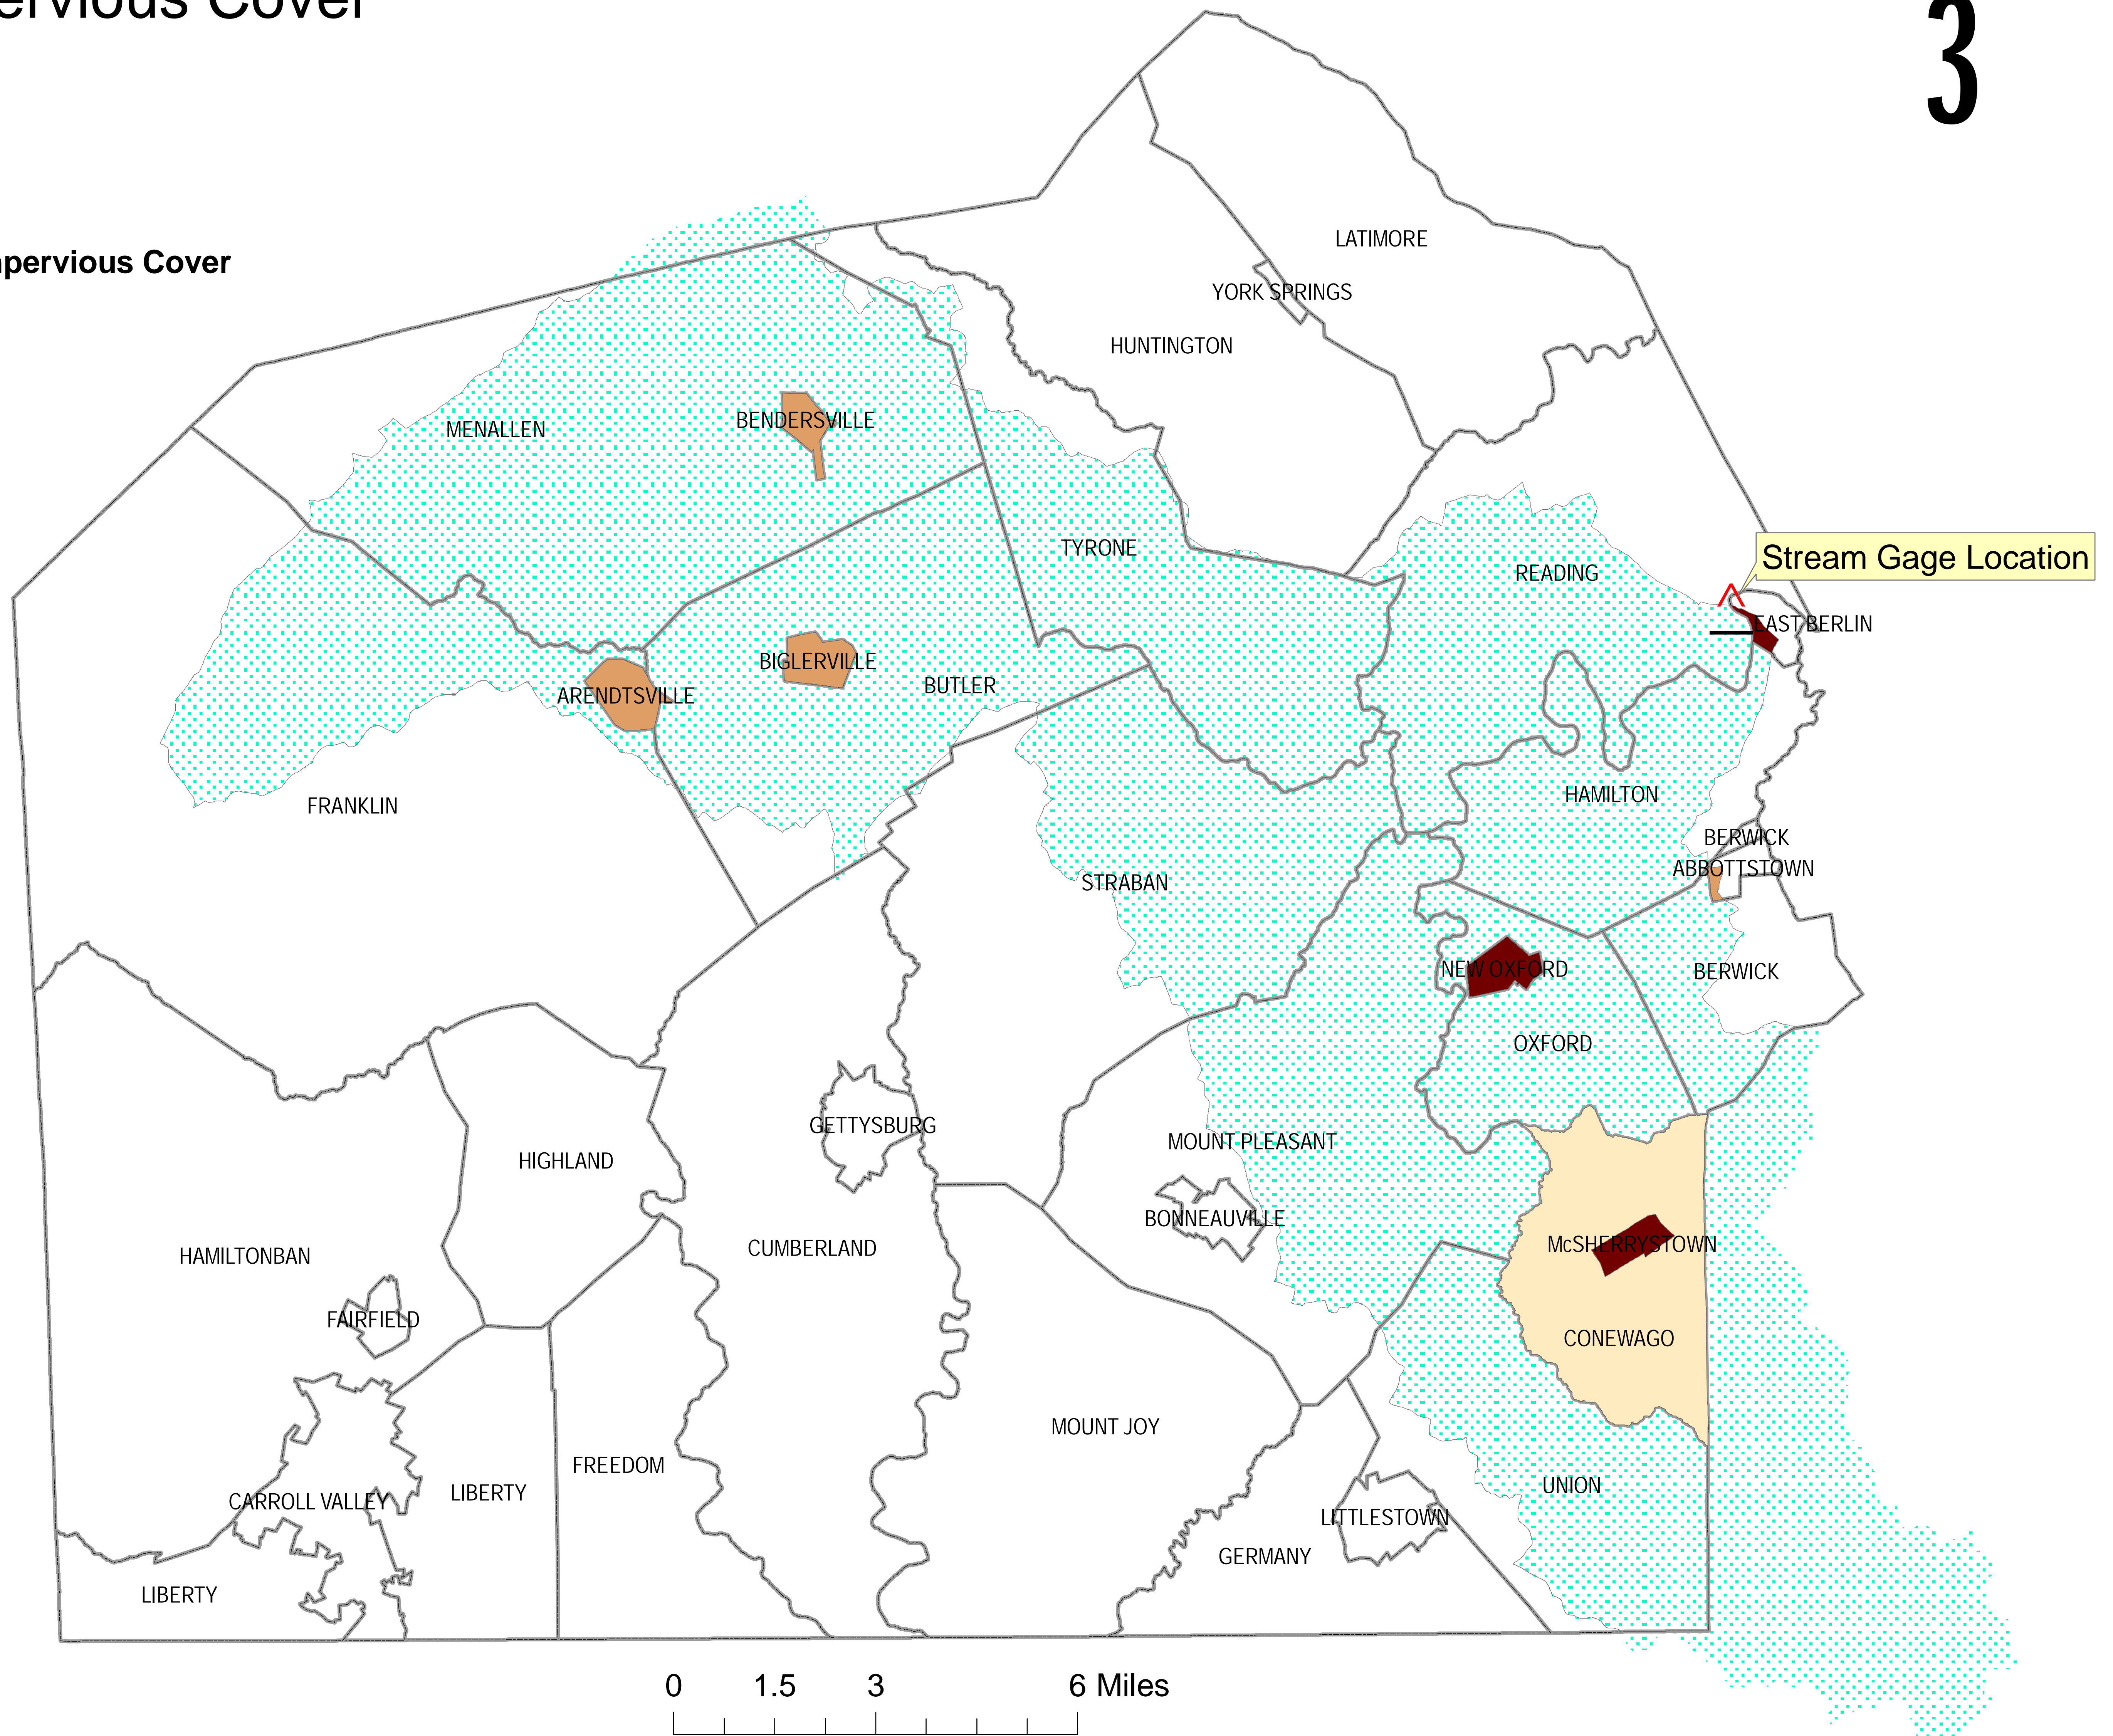 ervious Cover
3
pervious Cover
LATIMORE
YORK SPRINGS
HUNTINGTON
BENDERSVILLE
MENALLEN
TYRONE
Stream Gage Location
READING
EAST BERLIN
BIGLERVILLE
BUTLER
ARENDTSVILLE
FRANKLIN
HAMILTON
BERWICK
ABBOTTSTOWN
STRABAN
NEW OXFORD
BERWICK
OXFORD
GETTYSBURG
MOUNT PLEASANT
HIGHLAND
BONNEAUVILLE
McSHERRYSTOWN
CUMBERLAND
HAMILTONBAN
FAIRFIELD
CONEWAGO
MOUNT JOY
FREEDOM
UNION
LIBERTY
CARROLL VALLEY
LITTLESTOWN
GERMANY
LIBERTY
0 1.5 3 6 Miles